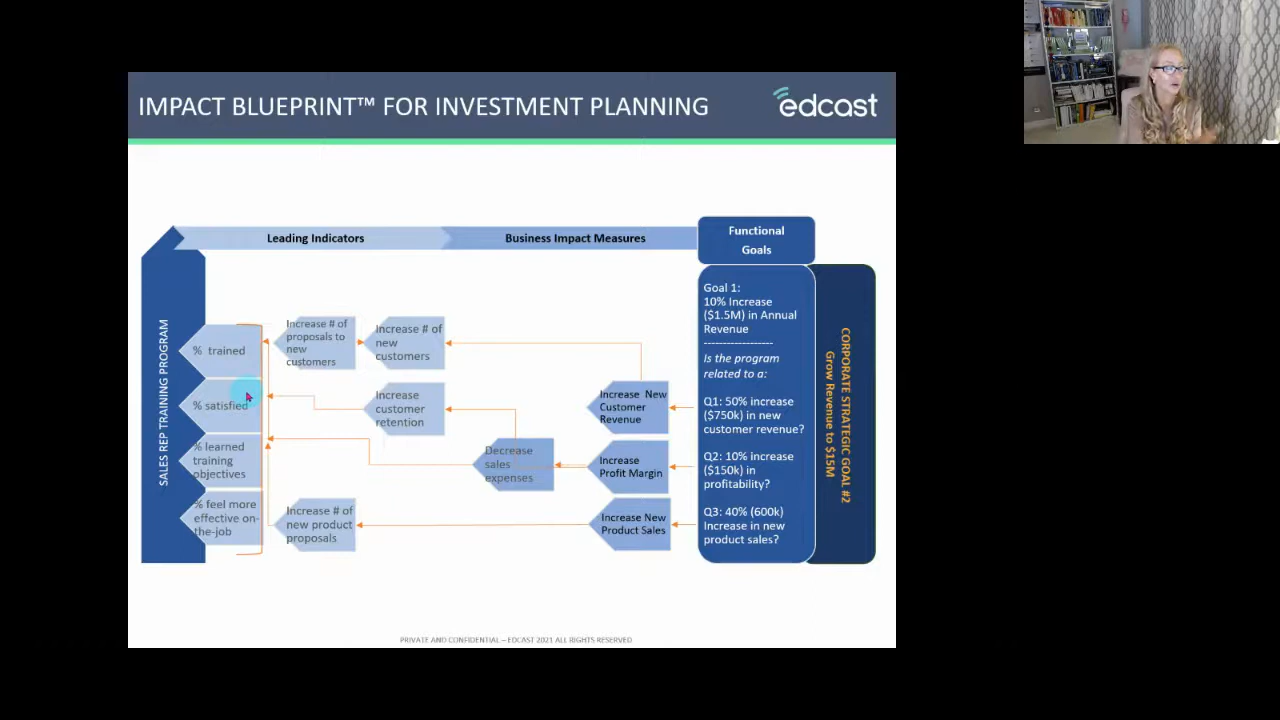 IMPACT BLUEPRINT™ FOR INVESTMENT PLANNING
edcast
Leading Indicators
Business Impact Measures
Functional
Goals
SALES REP TRAINING PROGRAM
% trained
% satisfied
% learned
training
objectives
% feel more
effective on-
the-job
Increase # of
proposals to
new
customers
Increase # of
new
customers
Increase
customer
retention
Increase # of
new product
proposals
Decrease
sales
expenses
Increase New
Customer
Revenue
Increase
Profit Margin
Increase New
Product Sales
Goal 1:
10% Increase
($1.5M) in Annual
Revenue
-------------------
Is the program
related to a:
Q1: 50% increase
($750k) in new
customer revenue?
Q2: 10% increase
($150k) in
profitability?
Q3: 40% (600k)
Increase in new
product sales?
CORPORATE STRATEGIC GOAL #2
Grow Revenue to $15M
PRIVATE AND CONFIDENTIAL – EDCAST 2021 ALL RIGHTS RESERVED